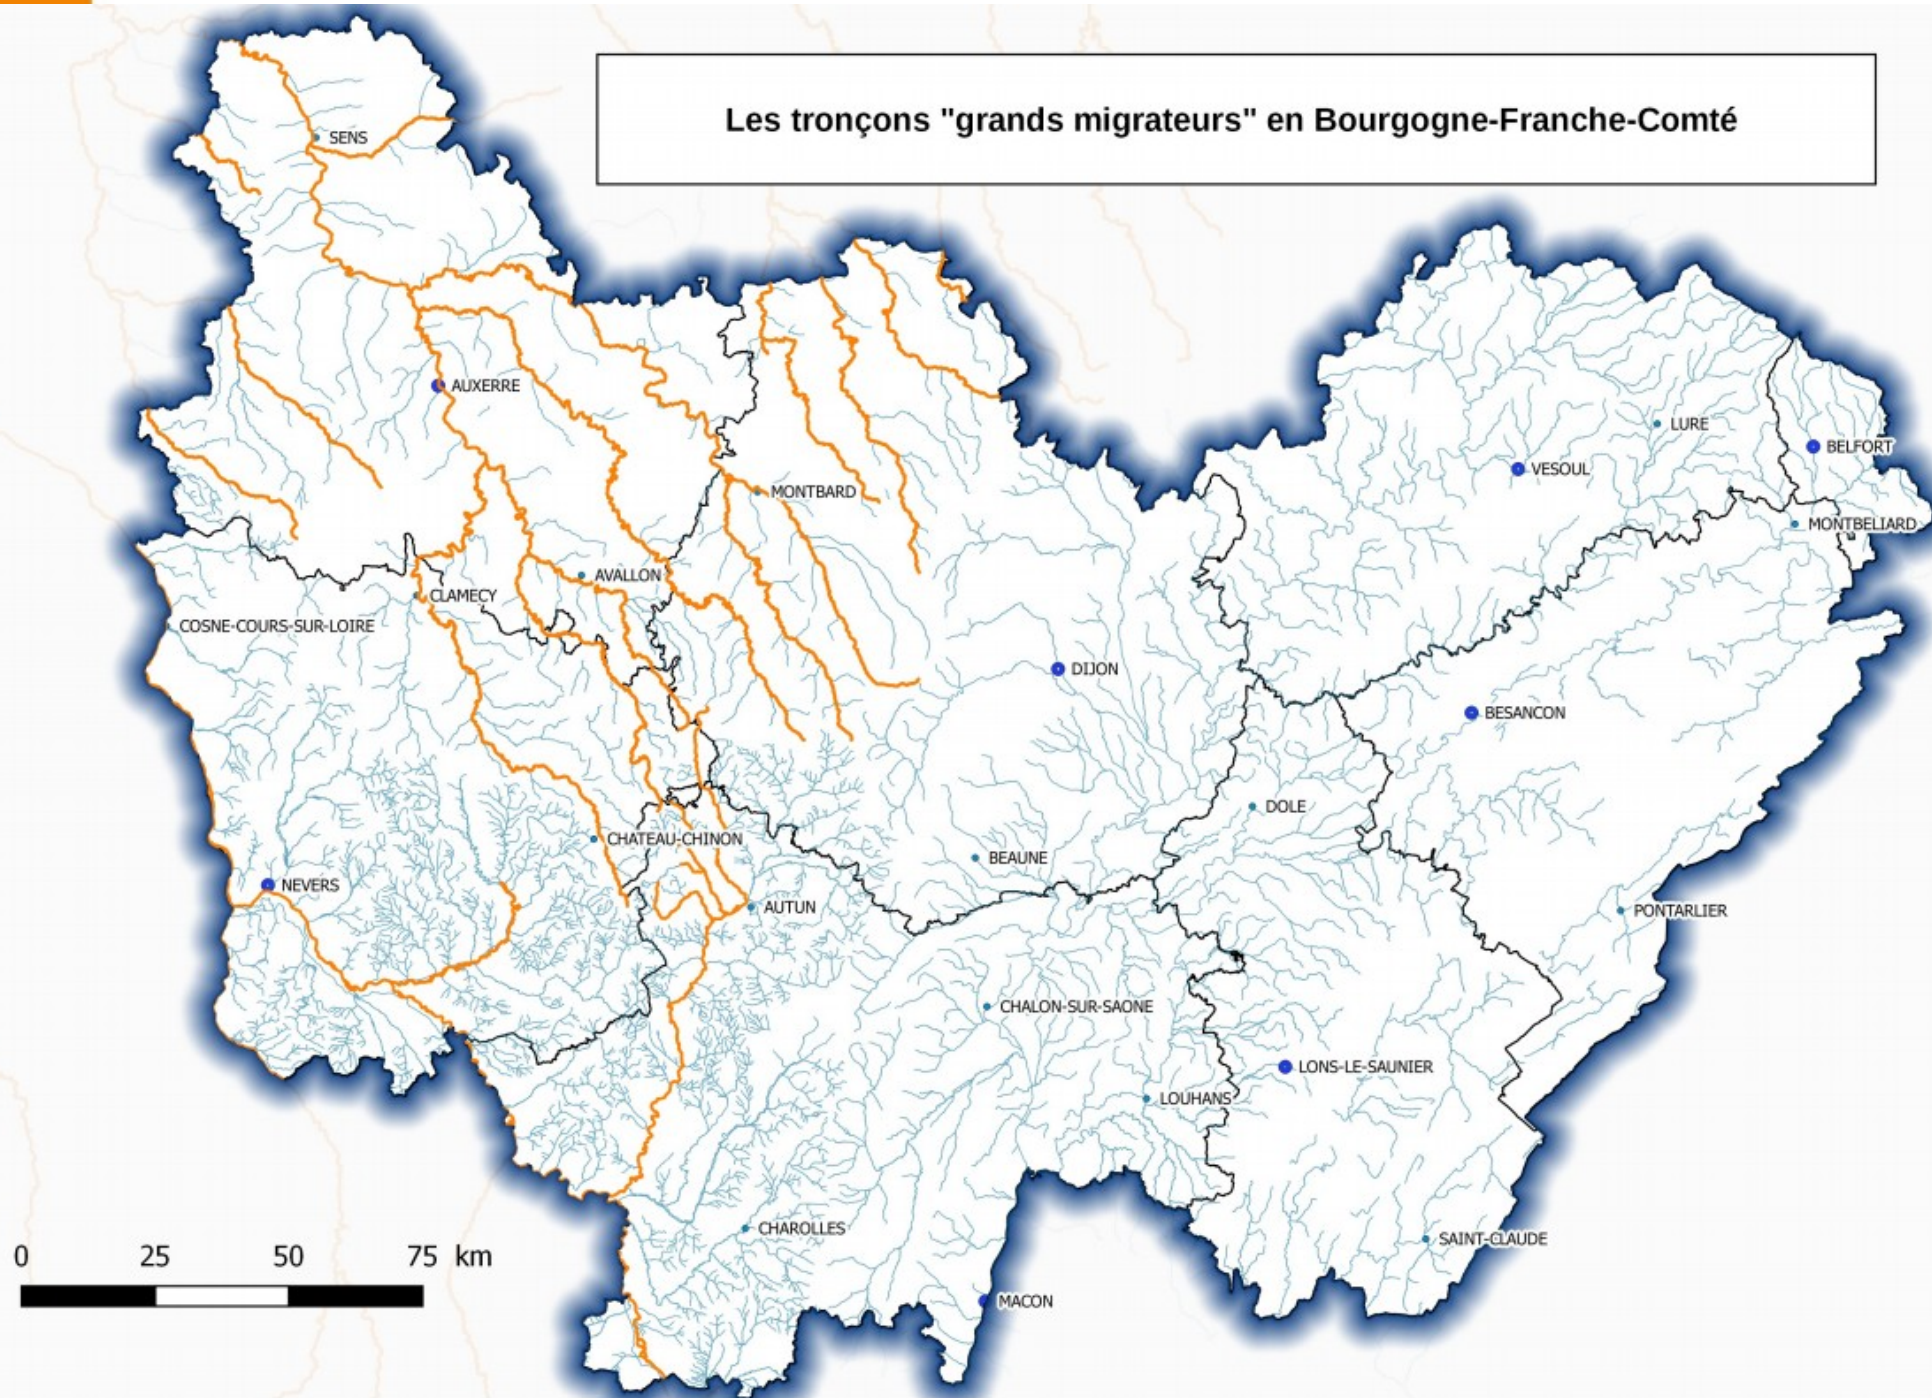 Les tronçons "grands migrateurs" en Bourgogne-Franche-Comté
SENS
AUXERRE
LURE
BELFORT
VESOUL
MONTBARD
MONTBELIARD
AVALLON
CLAMECY
COSNE-COURS-SUR-LOIRE
DIJON
BESANCON
DOLE
CHATEAU-CHINON
BEAUNE
NEVERS
AUTUN
PONTARLIER
CHALON-SUR-SAONE
LONS-LE-SAUNIER
LOUHANS
CHAROLLES
SAINT-CLAUDE
0 25 50 75 km
MACON